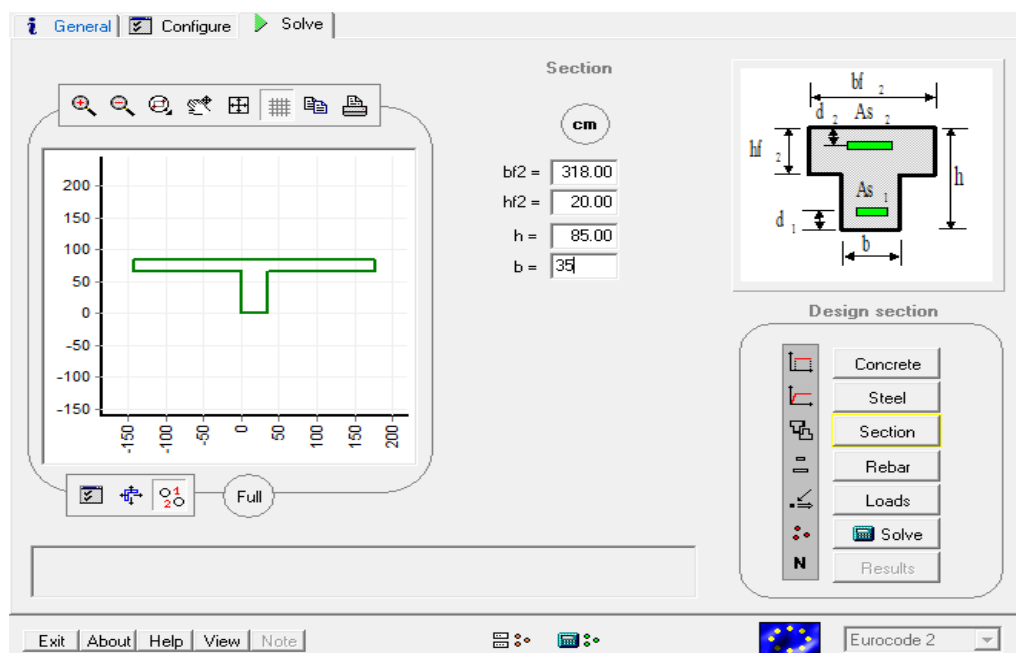 General Configure Solve
Section
cm
bf2 = 318.00
hf2 = 20.00
h = 85.00
b = 35
200
150
100
50
0
-50
-100
-150
-150 -100 -50 0 50 100 150 200
1
2
Full
bf 2
d 2 As 2
hf 2
h
As 1
d 1
b
Design section
Concrete
Steel
Section
Rebar
Loads
Solve
N Results
Exit About Help View Note
Eurocode 2